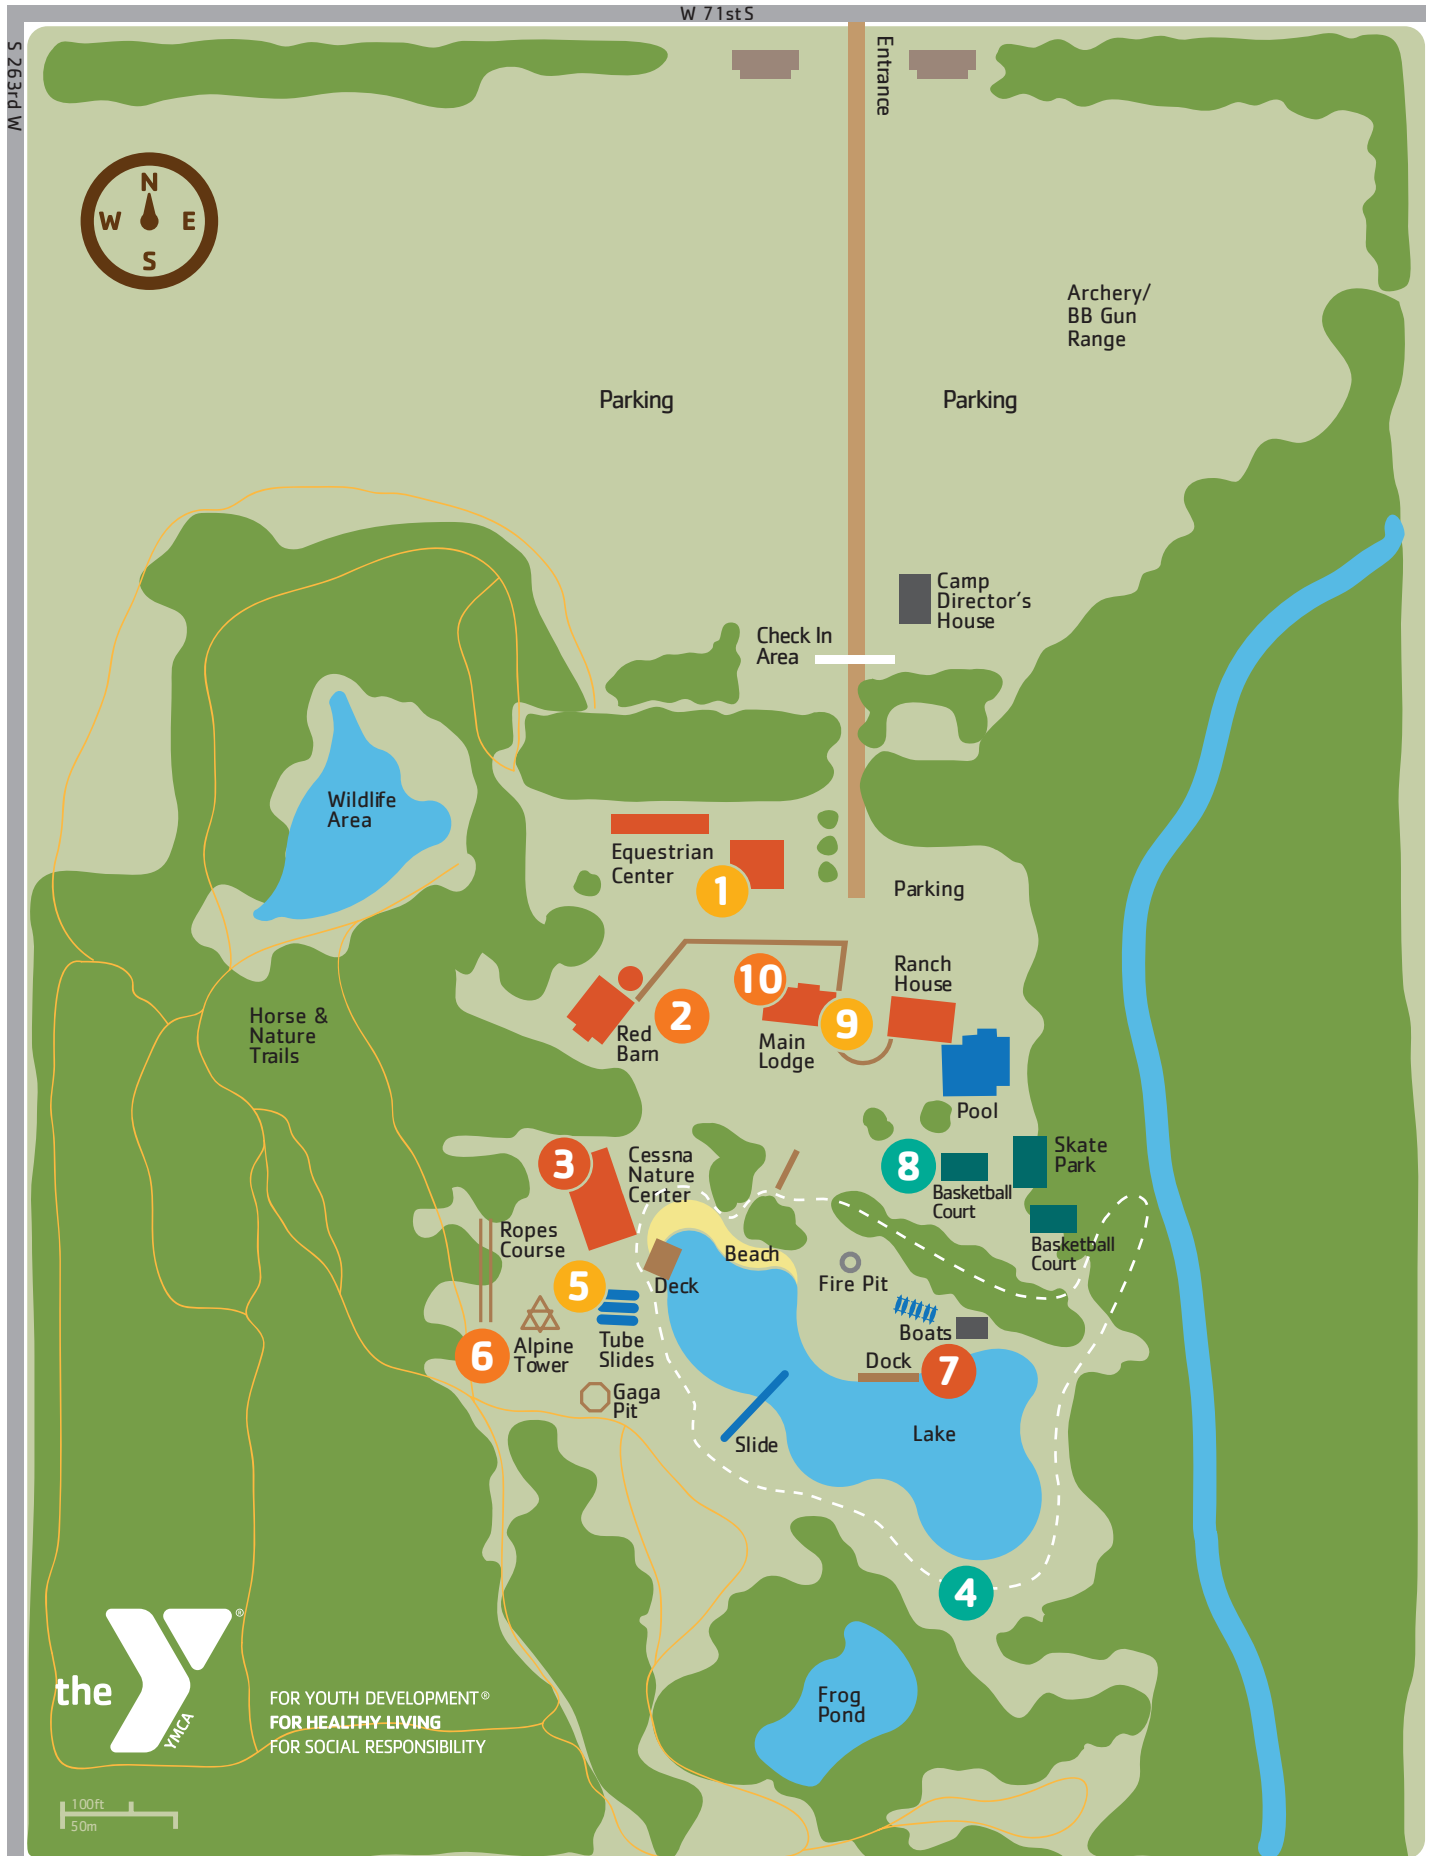 W 71st S
S 263rd W
Entrance
N
W E
S
Archery/
BB Gun
Range
Parking
Parking
Camp
Director's
House
Check In
Area
Wildlife
Area
Equestrian
Center
1
Parking
Ranch
House
10
9
2
Red
Barn
Main
Lodge
Horse &
Nature
Trails
Pool
3
Cessna
Nature
Center
8
Skate
Park
Basketball
Court
Basketball
Court
Ropes
Course
Beach
Deck
Fire Pit
5
Boats
Alpine
Tower
Tube
Slides
6
Dock
7
Gaga
Pit
Slide
Lake
4
Frog
Pond
the
YMCA
®
FOR YOUTH DEVELOPMENT®
FOR HEALTHY LIVING
FOR SOCIAL RESPONSIBILITY
100ft
50m